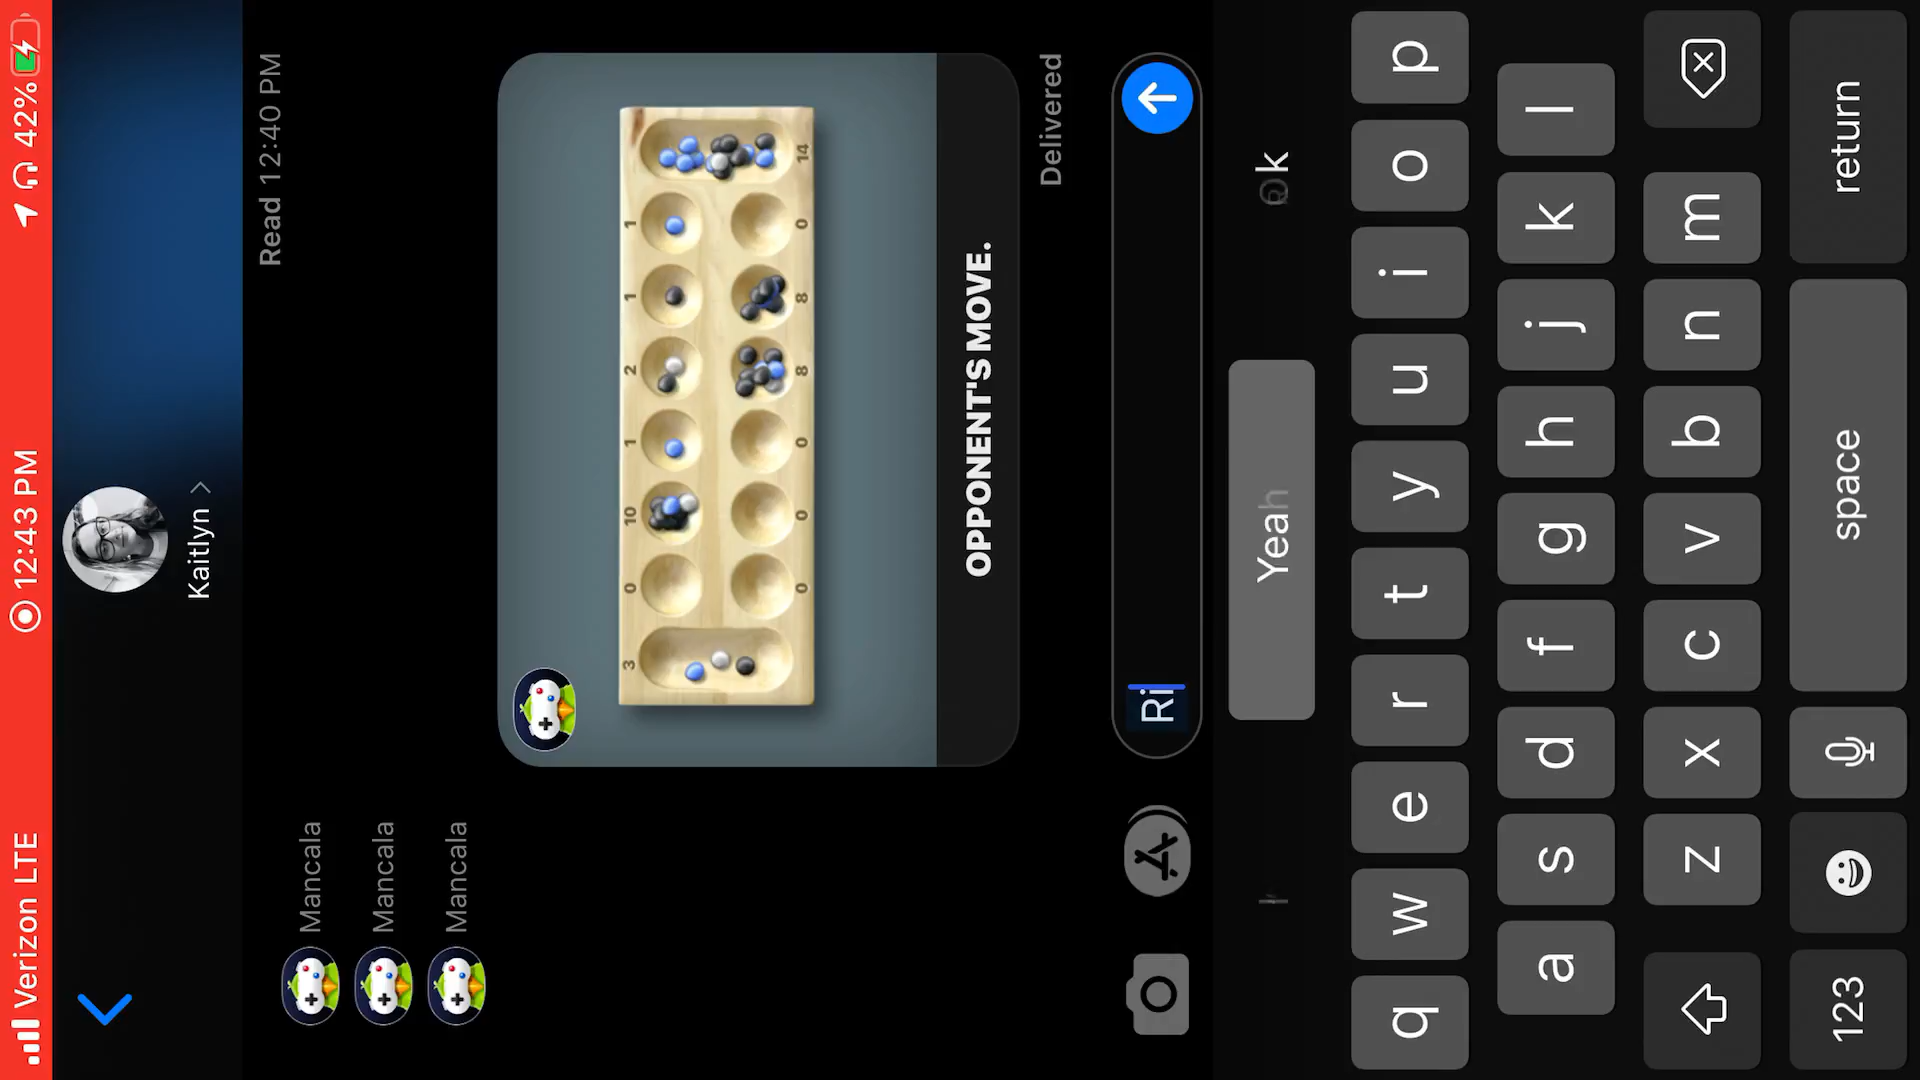 Verizon LTE 12:43 PM 42%
Kaitlyn >
Read 12:40 PM
Mancala
Mancala
Mancala
3 0 10 1 2 1 1
0 0 0 8 8 0 14
OPPONENT'S MOVE.
Delivered
Ri
I Yeah Ok
q w e r t y u i o p
a s d f g h j k l
z x c v b n m
123 space return